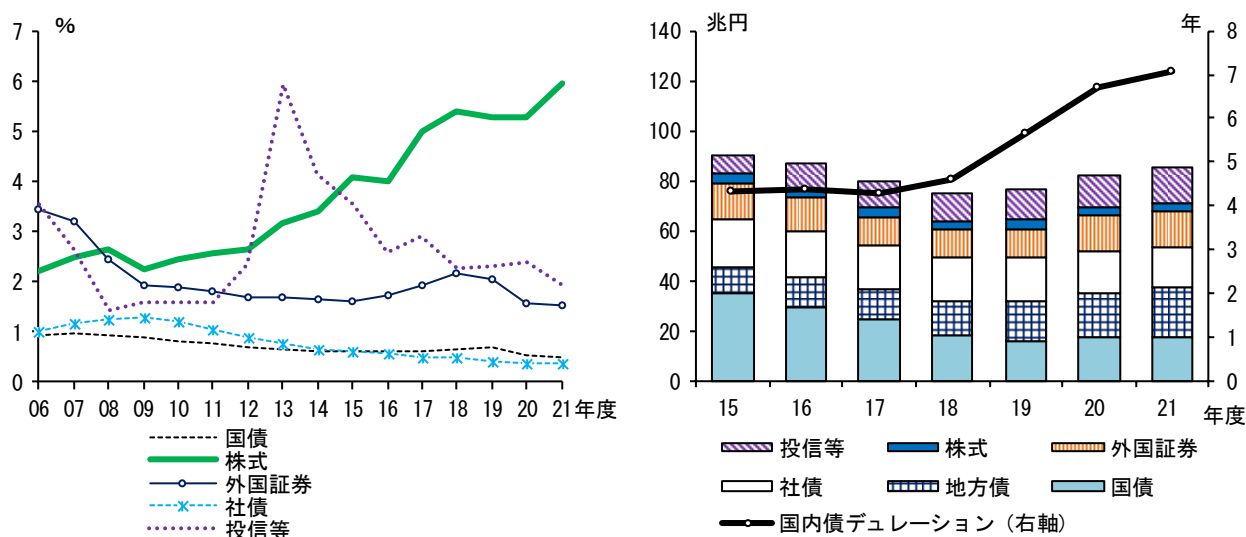 %
7
6
5
4
3
2
1
0
06 07 08 09 10 11 12 13 14 15 16 17 18 19 20 21 年度
国債
株式
外国証券
社債
投信等
兆円
年
140
120
100
80
60
40
20
0
8
7
6
5
4
3
2
1
0
15 16 17 18 19 20 21 年度
投信等 株式 外国証券
社債 地方債 国債
国内債デュレーション（右軸）